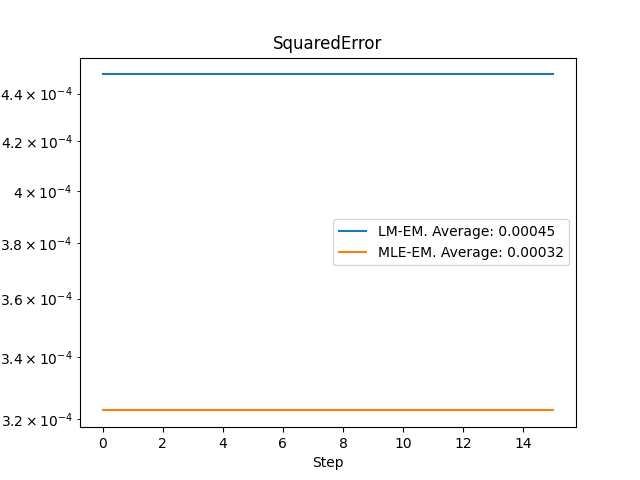 SquaredError
4.4 × 10⁻⁴
4.2 × 10⁻⁴
4 × 10⁻⁴
3.8 × 10⁻⁴
3.6 × 10⁻⁴
3.4 × 10⁻⁴
3.2 × 10⁻⁴
LM-EM. Average: 0.00045
MLE-EM. Average: 0.00032
0 2 4 6 8 10 12 14
Step